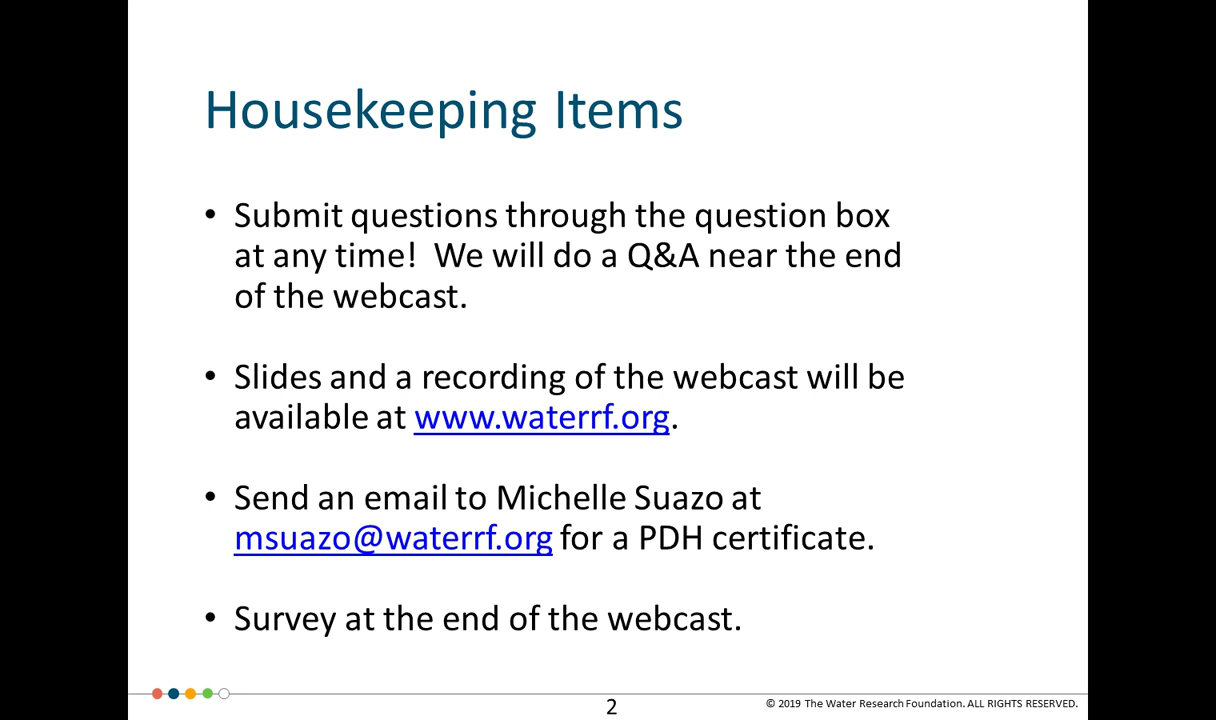 Housekeeping Items
• Submit questions through the question box
at any time!  We will do a Q&A near the end
of the webcast.
• Slides and a recording of the webcast will be
available at www.waterrf.org.
• Send an email to Michelle Suazo at
msuazo@waterrf.org for a PDH certificate.
• Survey at the end of the webcast.
2
© 2019 The Water Research Foundation. ALL RIGHTS RESERVED.